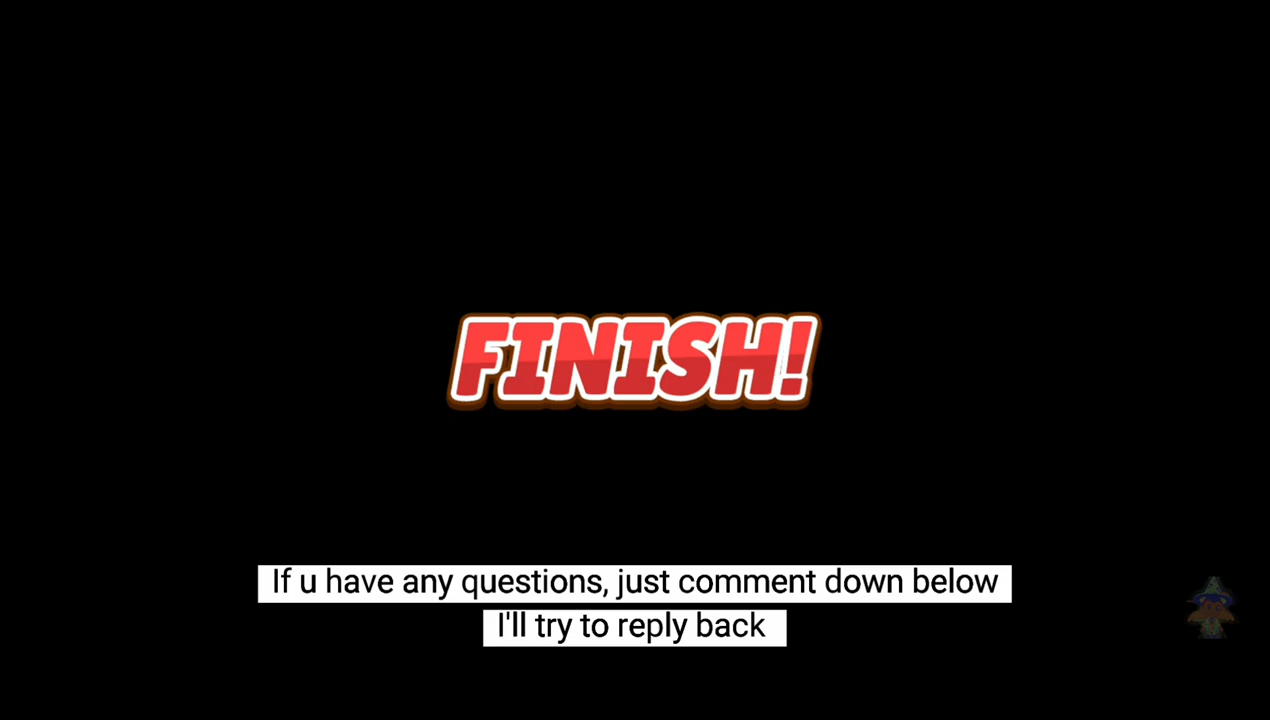 FINISH!
If u have any questions, just comment down below
I'll try to reply back